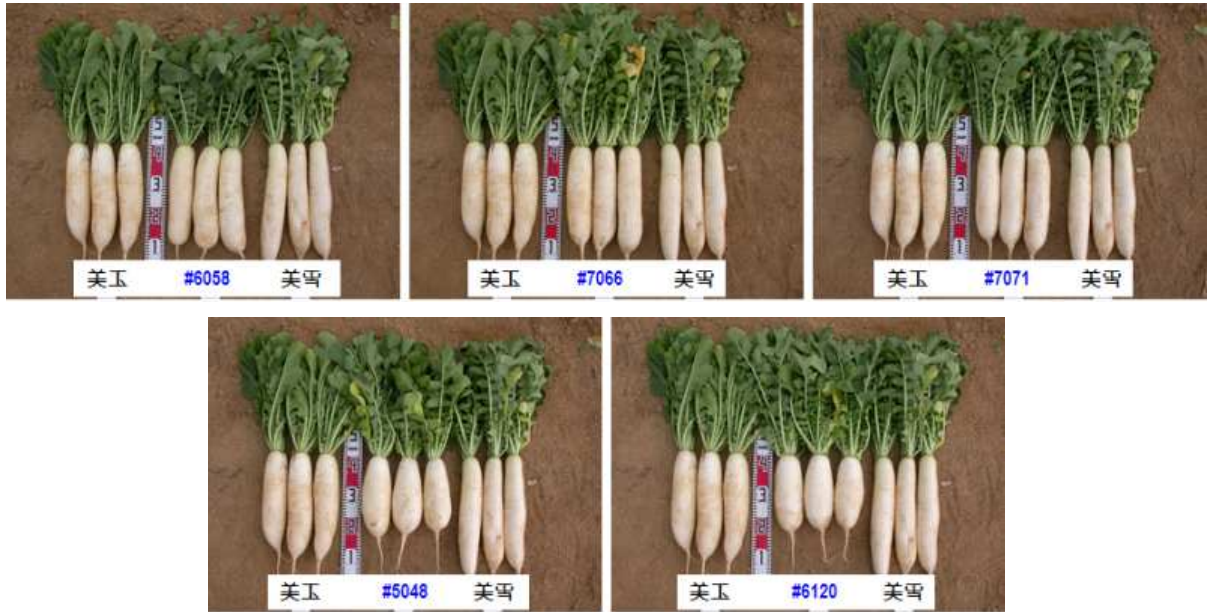 美玉 #6058 美雪
美玉 #7066 美雪
美玉 #7071 美雪
美玉 #5048 美雪
美玉 #6120 美雪